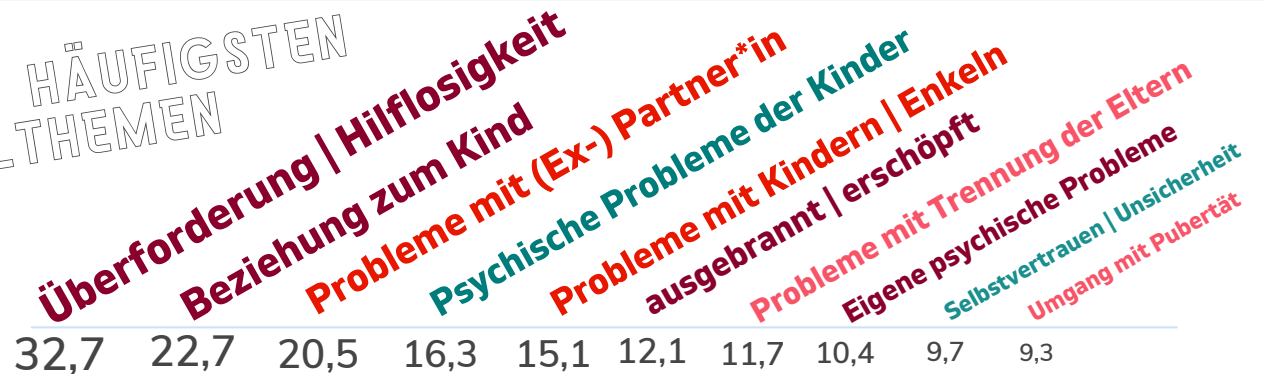 HÄUFIGSTEN
THEMEN
Überforderung | Hilflosigkeit
Beziehung zum Kind
Probleme mit (Ex-) Partner*in
Psychische Probleme der Kinder
Probleme mit Kindern | Enkeln
ausgebrannt | erschöpft
Probleme mit Trennung der Eltern
Eigene psychische Probleme
Selbstvertrauen | Unsicherheit
Umgang mit Pubertät
32,7 22,7 20,5 16,3 15,1 12,1 11,7 10,4 9,7 9,3